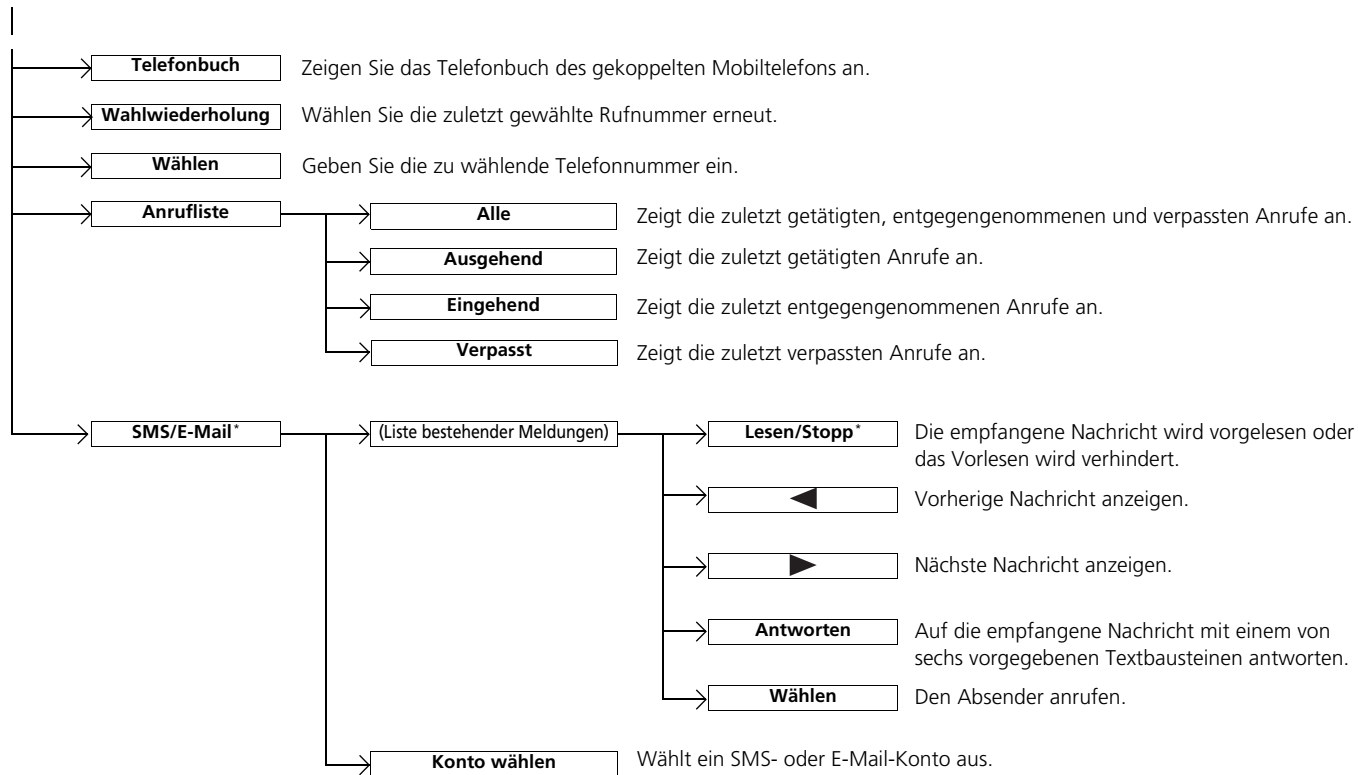 Telefonbuch Zeigen Sie das Telefonbuch des gekoppelten Mobiltelefons an.
Wahlwiederholung Wählen Sie die zuletzt gewählte Rufnummer erneut.
Wählen Geben Sie die zu wählende Telefonnummer ein.
Anrufliste Alle Zeigt die zuletzt getätigten, entgegengenommenen und verpassten Anrufe an.
Ausgehend Zeigt die zuletzt getätigten Anrufe an.
Eingehend Zeigt die zuletzt entgegengenommenen Anrufe an.
Verpasst Zeigt die zuletzt verpassten Anrufe an.
SMS/E-Mail* (Liste bestehender Meldungen) Lesen/Stopp* Die empfangene Nachricht wird vorgelesen oder
das Vorlesen wird verhindert.
◄ Vorherige Nachricht anzeigen.
► Nächste Nachricht anzeigen.
Antworten Auf die empfangene Nachricht mit einem von
sechs vorgegebenen Textbausteinen antworten.
Wählen Den Absender anrufen.
Konto wählen Wählt ein SMS- oder E-Mail-Konto aus.